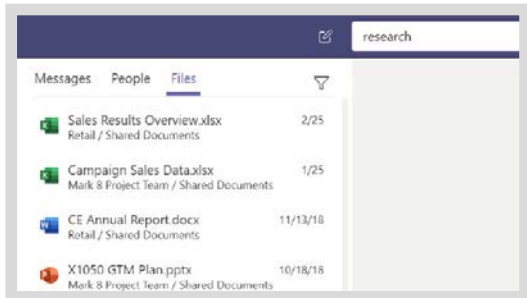 research
Messages People Files
Sales Results Overview.xlsx 2/25
Retail / Shared Documents
Campaign Sales Data.xlsx 1/25
Mark 8 Project Team / Shared Documents
CE Annual Report.docx 11/13/18
Retail / Shared Documents
X1050 GTM Plan.pptx 10/18/18
Mark 8 Project Team / Shared Documents